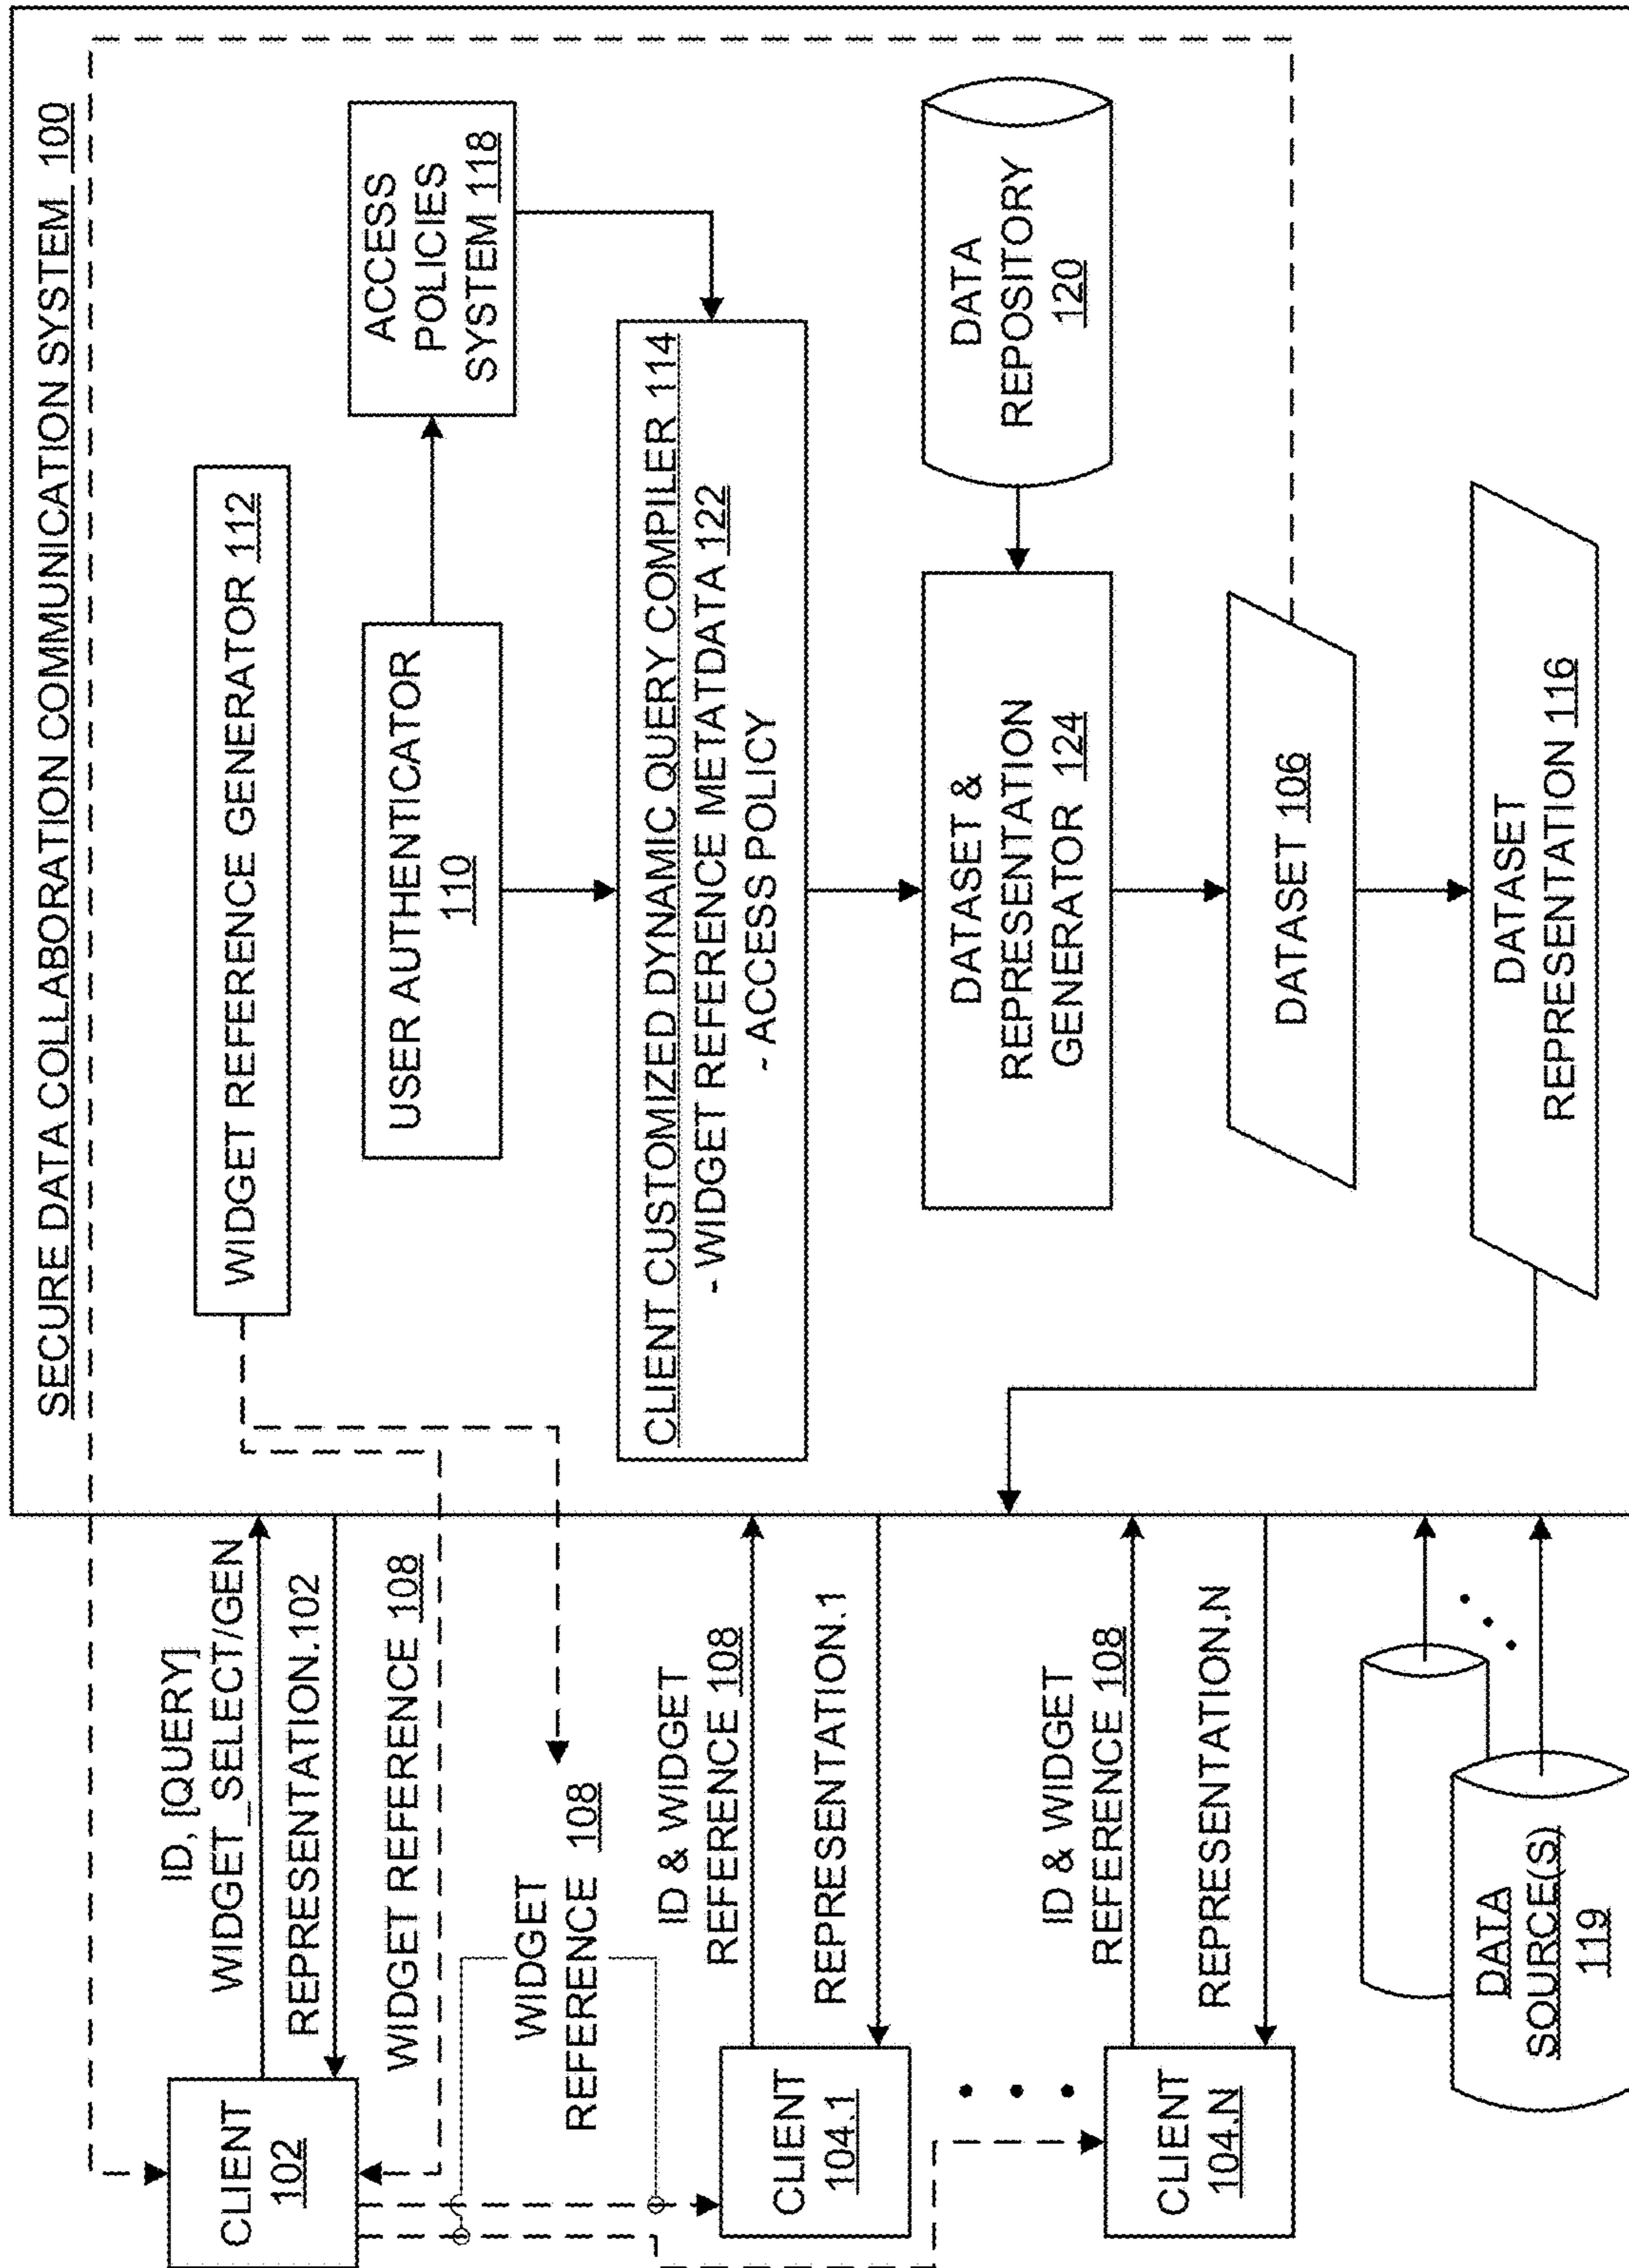 SECURE DATA COLLABORATION COMMUNICATION SYSTEM 100
WIDGET REFERENCE GENERATOR 112
USER AUTHENTICATOR
110
ACCESS
POLICIES
SYSTEM 118
CLIENT CUSTOMIZED DYNAMIC QUERY COMPILER 114
- WIDGET REFERENCE METATDATA 122
- ACCESS POLICY
DATASET &
REPRESENTATION
GENERATOR 124
DATA
REPOSITORY
120
DATASET 106
DATASET
REPRESENTATION 116
CLIENT
102
ID, [QUERY]
WIDGET_SELECT/GEN
REPRESENTATION.102
WIDGET REFERENCE 108
WIDGET
REFERENCE 108
CLIENT
104.1
ID & WIDGET
REFERENCE 108
REPRESENTATION.1
CLIENT
104.N
ID & WIDGET
REFERENCE 108
REPRESENTATION.N
DATA
SOURCE(S)
119